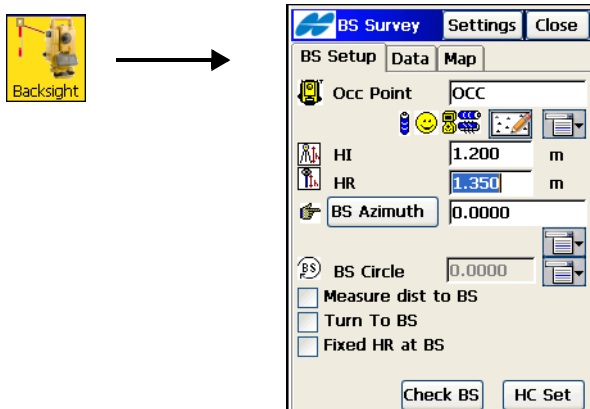 Backsight
BS Survey Settings Close
BS Setup Data Map
Occ Point OCC
HI 1.200 m
HR 1.350 m
BS Azimuth 0.0000
BS
BS Circle 0.0000
Measure dist to BS
Turn To BS
Fixed HR at BS
Check BS HC Set